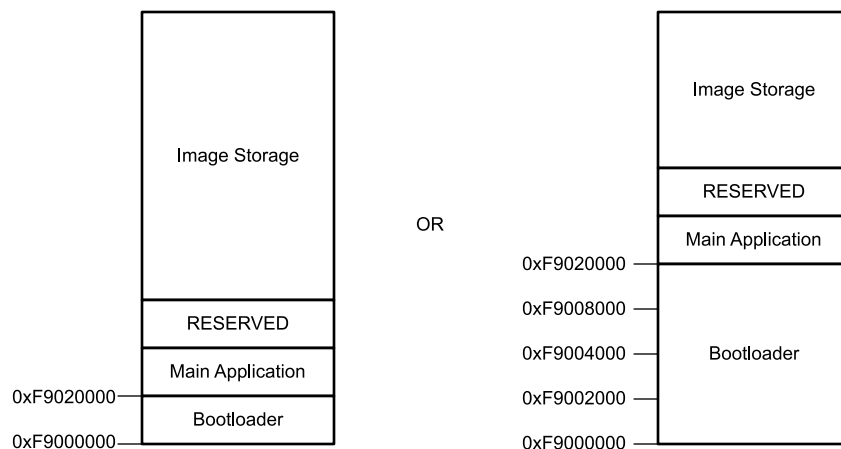 Image Storage
RESERVED
Main Application
0xF9020000
Bootloader
0xF9000000
OR
Image Storage
RESERVED
Main Application
0xF9020000
0xF9008000
0xF9004000
Bootloader
0xF9002000
0xF9000000